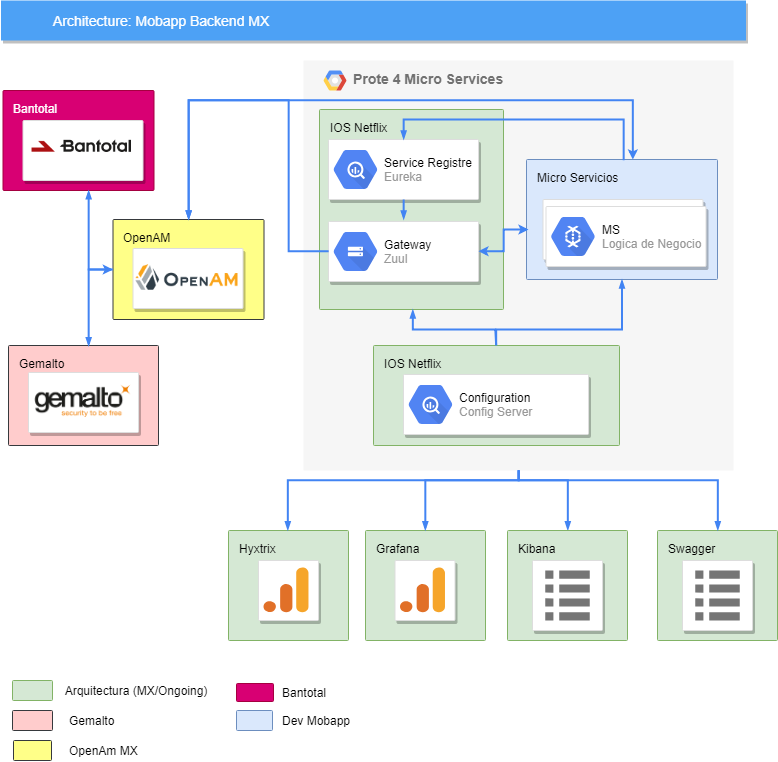 Architecture: Mobapp Backend MX
Prote 4 Micro Services
Bantotal
Bantotal
IOS Netflix
Service Registre
Eureka
Micro Servicios
MS
Logica de Negocio
OpenAM
OPENAM
Gateway
Zuul
Gemalto
gemalto
security to be free
IOS Netflix
Configuration
Config Server
Hyxtrix
Grafana
Kibana
Swagger
Arquitectura (MX/Ongoing)
Bantotal
Gemalto
Dev Mobapp
OpenAm MX